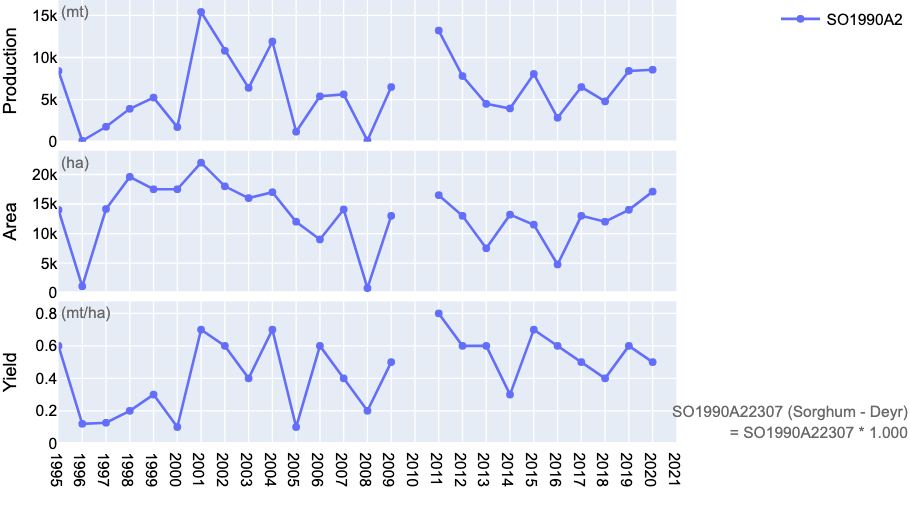 Production
(mt)
15k
10k
5k
0
SO1990A2
Area
(ha)
20k
15k
10k
5k
0
Yield
(mt/ha)
0.8
0.6
0.4
0.2
0
SO1990A22307 (Sorghum - Deyr)
= SO1990A22307 * 1.000
1995
1996
1997
1998
1999
2000
2001
2002
2003
2004
2005
2006
2007
2008
2009
2010
2011
2012
2013
2014
2015
2016
2017
2018
2019
2020
2021